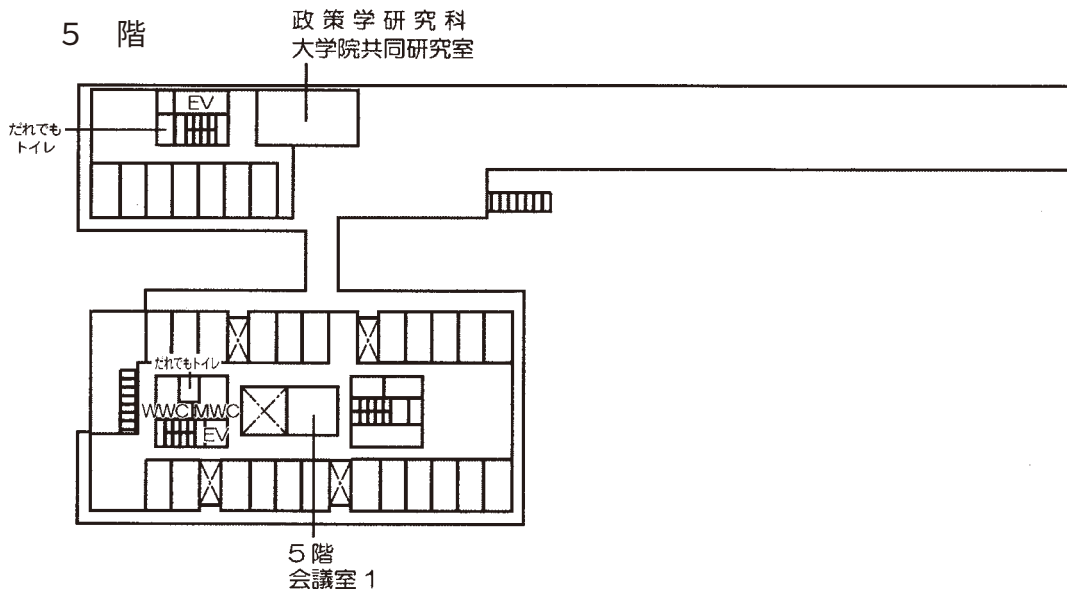 5 階
政策学研究科
大学院共同研究室
EV
だれでも
トイレ
だれでもトイレ
WWC MWC
EV
5階
会議室 1